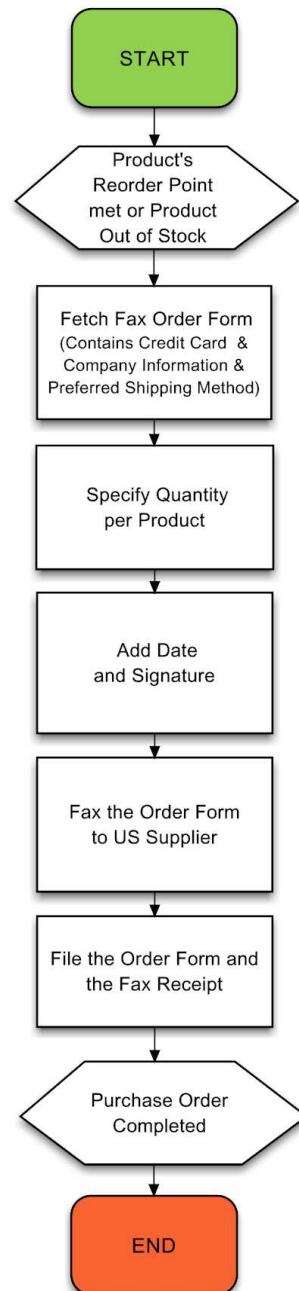 START
Product's
Reorder Point
met or Product
Out of Stock
Fetch Fax Order Form
(Contains Credit Card &
Company Information &
Preferred Shipping Method)
Specify Quantity
per Product
Add Date
and Signature
Fax the Order Form
to US Supplier
File the Order Form and
the Fax Receipt
Purchase Order
Completed
END